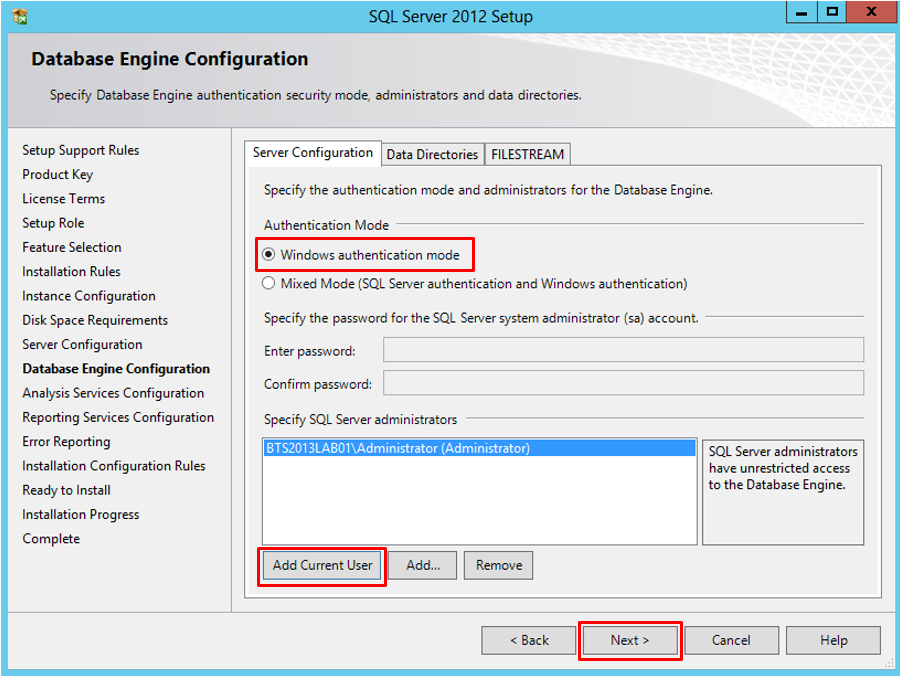 SQL Server 2012 Setup
Database Engine Configuration
Specify Database Engine authentication security mode, administrators and data directories.
Setup Support Rules
Product Key
License Terms
Setup Role
Feature Selection
Installation Rules
Instance Configuration
Disk Space Requirements
Server Configuration
Database Engine Configuration
Analysis Services Configuration
Reporting Services Configuration
Error Reporting
Installation Configuration Rules
Ready to Install
Installation Progress
Complete
Server Configuration Data Directories FILESTREAM
Specify the authentication mode and administrators for the Database Engine.
Authentication Mode
Windows authentication mode
Mixed Mode (SQL Server authentication and Windows authentication)
Specify the password for the SQL Server system administrator (sa) account.
Enter password:
Confirm password:
Specify SQL Server administrators
BTS2013LAB01\Administrator (Administrator)
SQL Server administrators
have unrestricted access
to the Database Engine.
Add Current User Add... Remove
< Back Next > Cancel Help